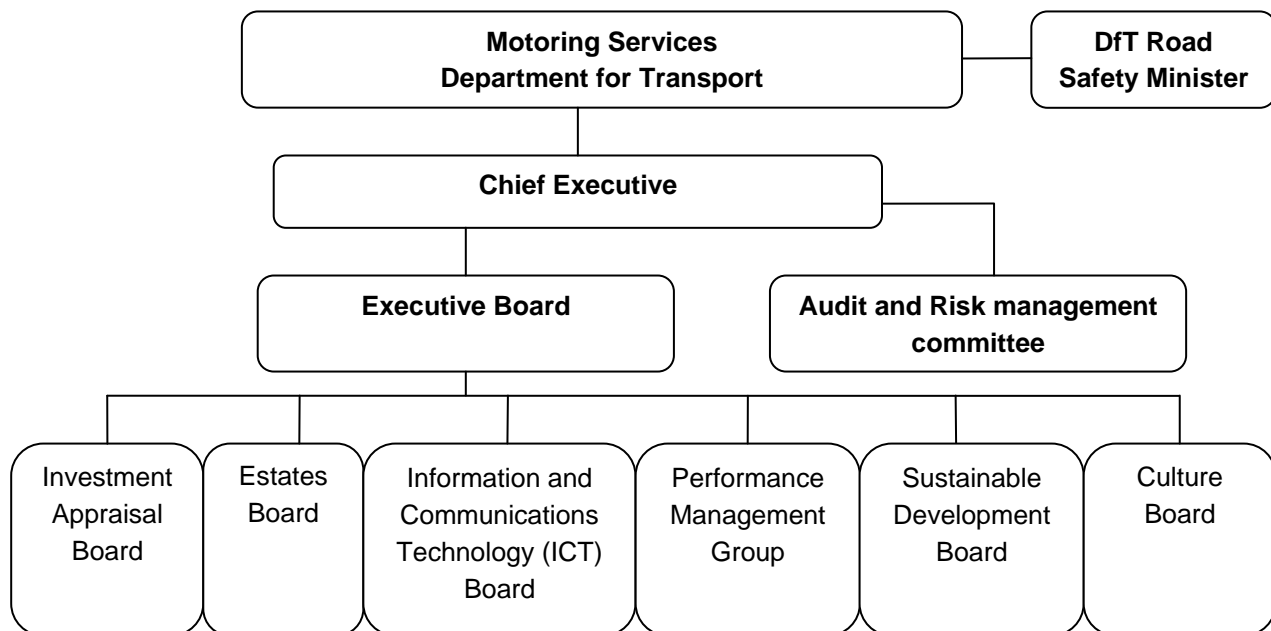 Motoring Services
Department for Transport
DfT Road
Safety Minister
Chief Executive
Executive Board
Audit and Risk management
committee
Investment
Appraisal
Board
Estates
Board
Information and
Communications
Technology (ICT)
Board
Performance
Management
Group
Sustainable
Development
Board
Culture
Board